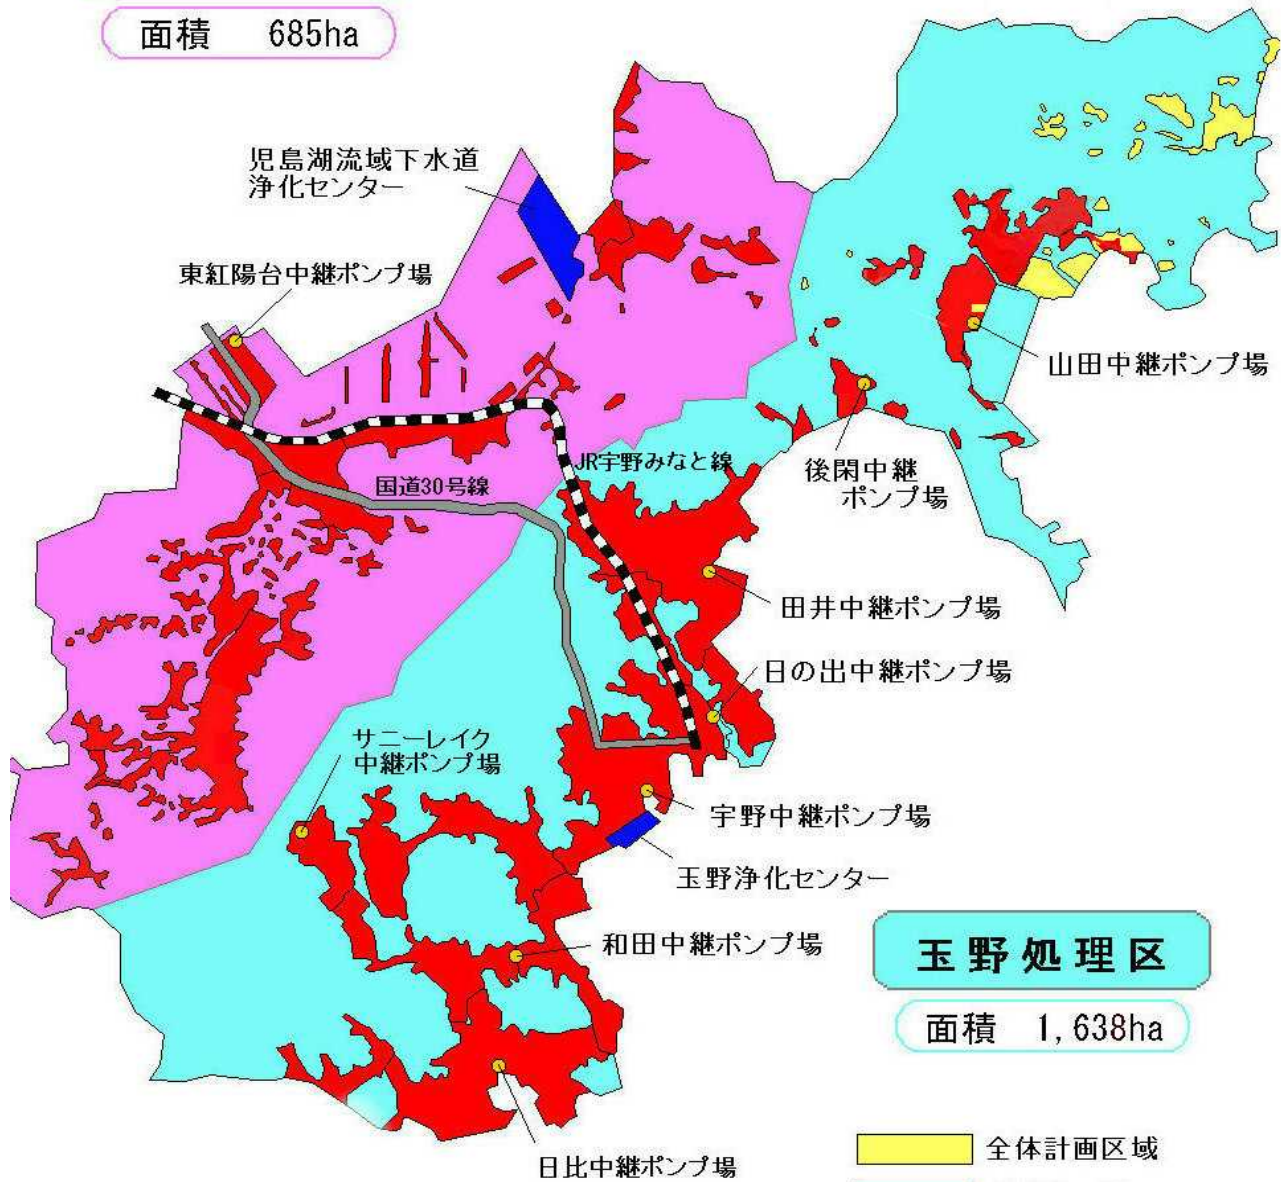 面積 685ha
児島湖流域下水道
浄化センター
東紅陽台中継ポンプ場
山田中継ポンプ場
JR宇野みなと線
後閑中継
ポンプ場
国道30号線
田井中継ポンプ場
日の出中継ポンプ場
サニーレイク
中継ポンプ場
宇野中継ポンプ場
玉野浄化センター
和田中継ポンプ場
玉野処理区
面積 1,638ha
全体計画区域
日比中継ポンプ場